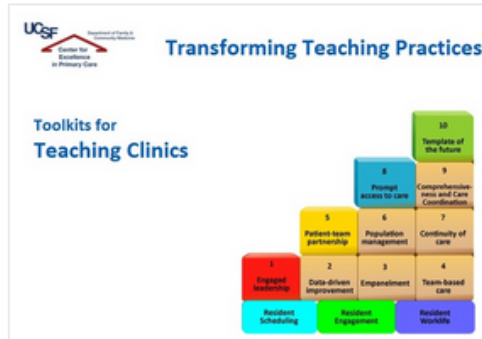 UCSF
Department of Family &
Community Medicine
Center for
Excellence
in Primary Care
Transforming Teaching Practices
Toolkits for
Teaching Clinics
10
Template of
the future
8
Prompt
access to care
9
Comprehensive-
ness and Care
Coordination
5
Patient-team
partnership
6
Population
management
7
Continuity of
care
1
Engaged
leadership
2
Data-driven
improvement
3
Empanelment
4
Team-based
care
Resident
Scheduling
Resident
Engagement
Resident
Worklife